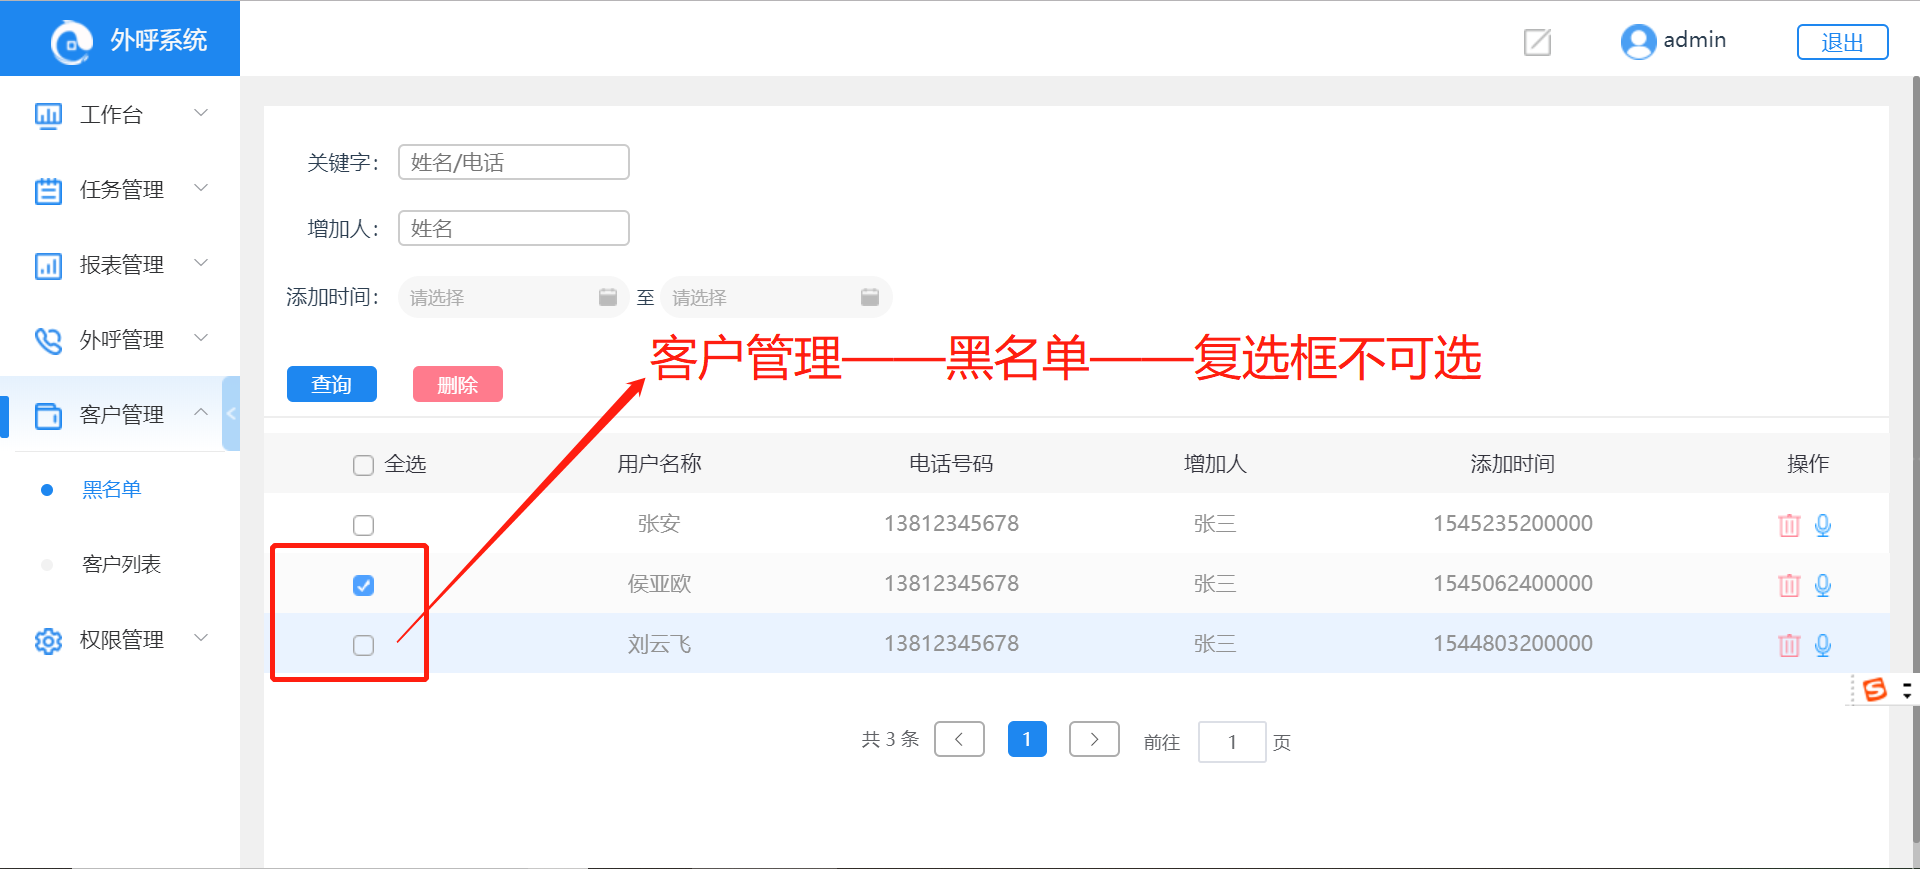 外呼系统
admin
退出
工作台
任务管理
报表管理
外呼管理
客户管理
黑名单
客户列表
权限管理
关键字：
姓名/电话
增加人：
姓名
添加时间：
请选择
至
请选择
客户管理——黑名单——复选框不可选
查询
删除
全选 用户名称 电话号码 增加人 添加时间 操作
张安 13812345678 张三 1545235200000
侯亚欧 13812345678 张三 1545062400000
刘云飞 13812345678 张三 1544803200000
共 3 条 1 前往 1 页